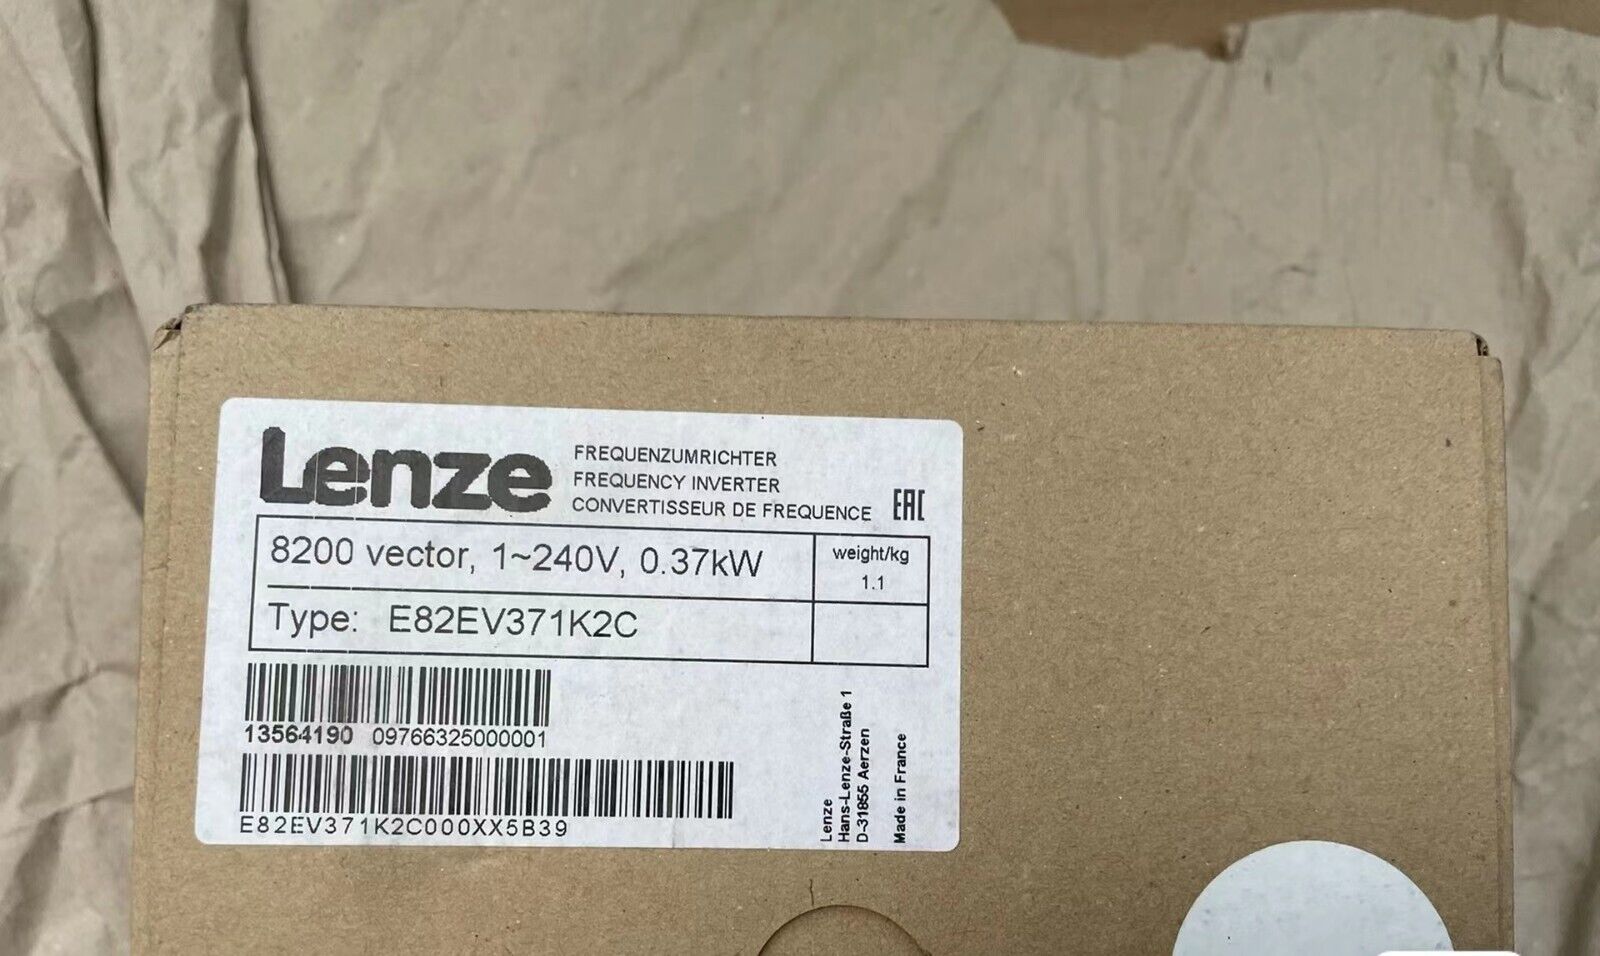 Lenze
FREQUENZUMRICHTER
FREQUENCY INVERTER
CONVERTISSEUR DE FREQUENCE
EAC
8200 vector, 1~240V, 0.37kW
weight/kg
1.1
Type: E82EV371K2C
13564190 09766325000001
E82EV371K2C000XX5B39
Lenze
Hans-Lenze-Straße 1
D-31855 Aerzen
Made in France